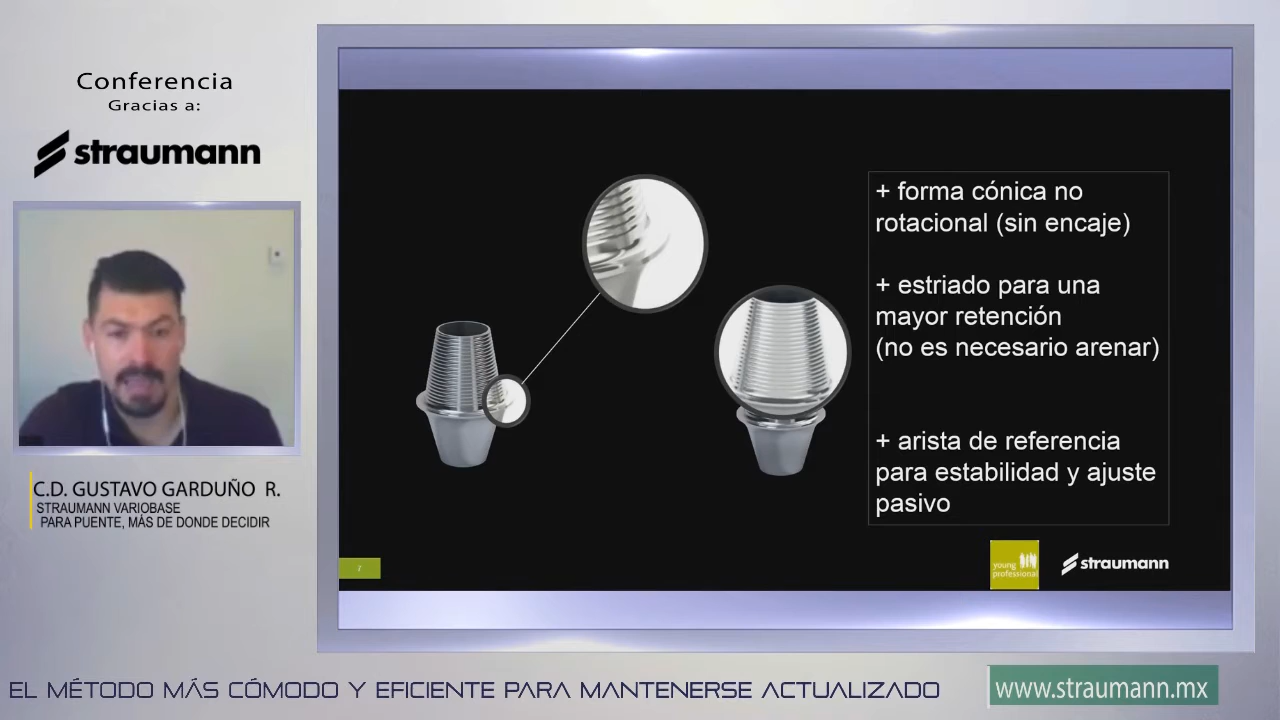 Conferencia
Gracias a:
straumann
C.D. GUSTAVO GARDUÑO R.
STRAUMANN VARIOBASE
PARA PUENTE, MÁS DE DONDE DECIDIR
+ forma cónica no
rotacional (sin encaje)
+ estriado para una
mayor retención
(no es necesario arenar)
+ arista de referencia
para estabilidad y ajuste
pasivo
7
young
professional
straumann
EL MÉTODO MÁS CÓMODO Y EFICIENTE PARA MANTENERSE ACTUALIZADO
www.straumann.mx